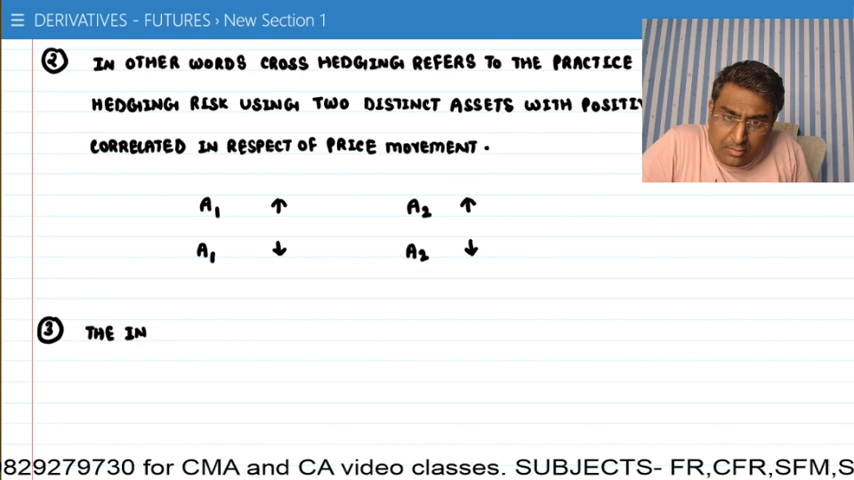 ☰ DERIVATIVES - FUTURES › New Section 1
② IN OTHER WORDS CROSS HEDGING REFERS TO THE PRACTICE
HEDGING RISK USING TWO DISTINCT ASSETS WITH
CORRELATED IN RESPECT OF PRICE MOVEMENT.
A1 ↑ A2 ↑
A1 ↓ A2 ↓
③ THE IN
829279730 for CMA and CA video classes. SUBJECTS- FR,CFR,SFM,S